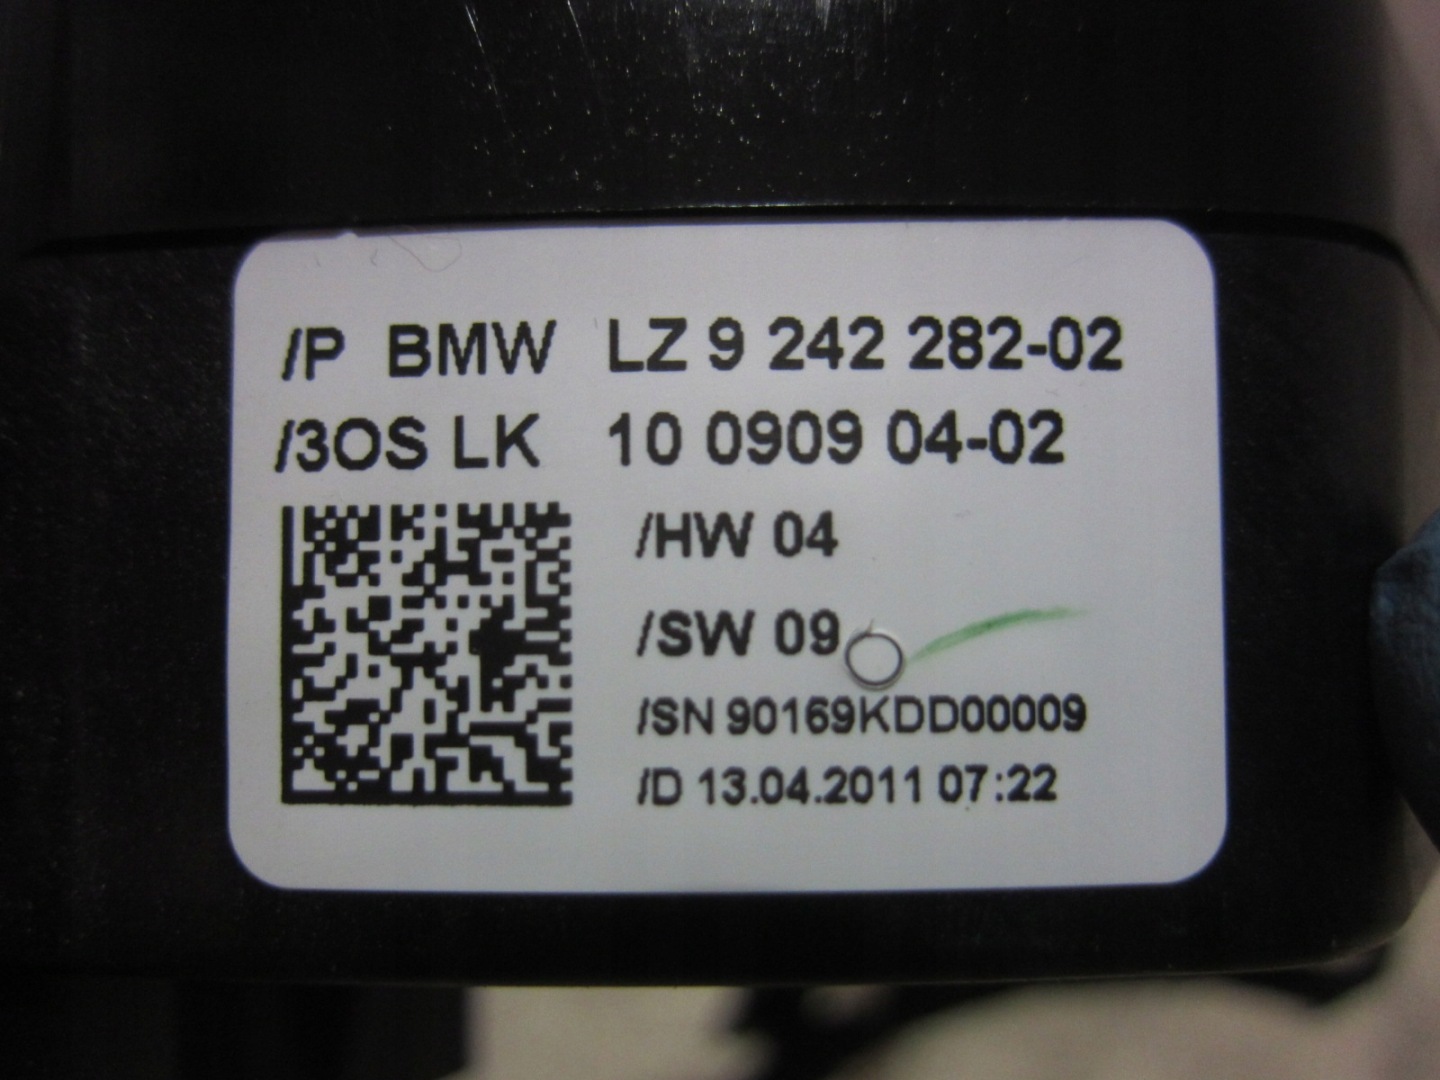 /P BMW LZ 9 242 282-02
/3OS LK 10 0909 04-02
/HW 04
/SW 09
/SN 90169KDD00009
/D 13.04.2011 07:22